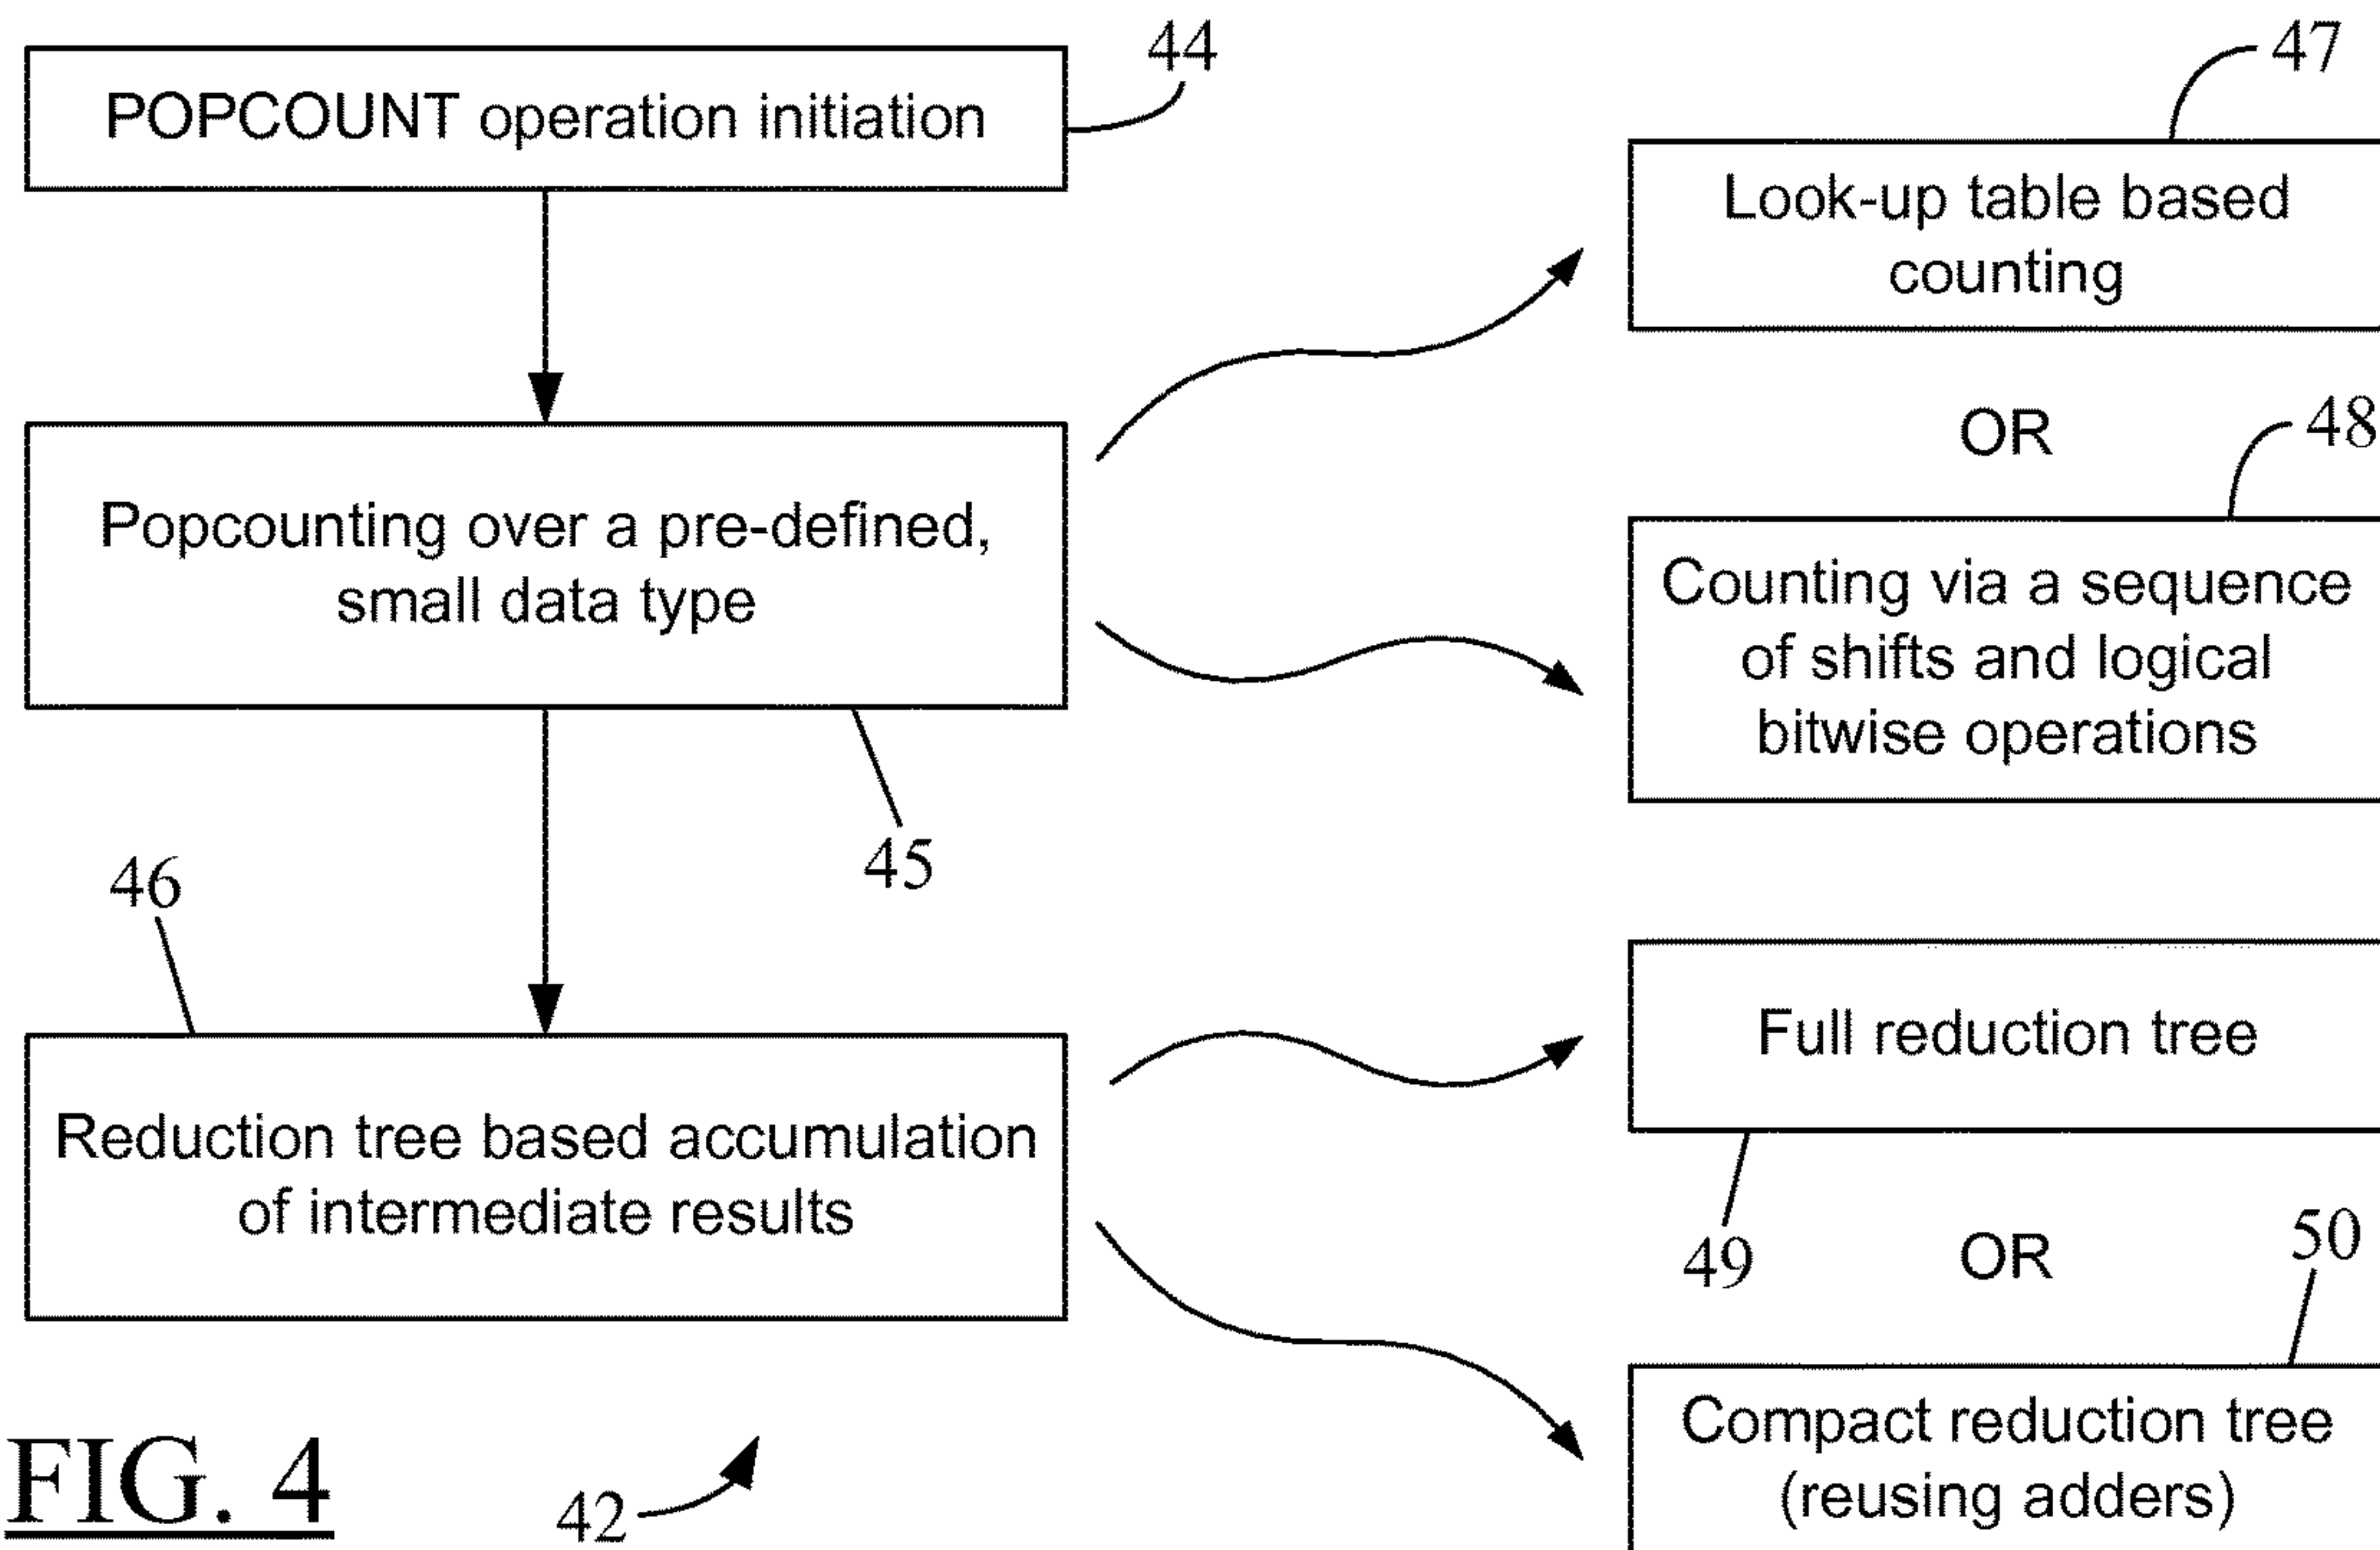 44
POPCOUNT operation initiation
47
Look-up table based
counting
OR
48
Popcounting over a pre-defined,
small data type
45
Counting via a sequence
of shifts and logical
bitwise operations
46
Reduction tree based accumulation
of intermediate results
Full reduction tree
49
OR
50
Compact reduction tree
(reusing adders)
FIG. 4
42